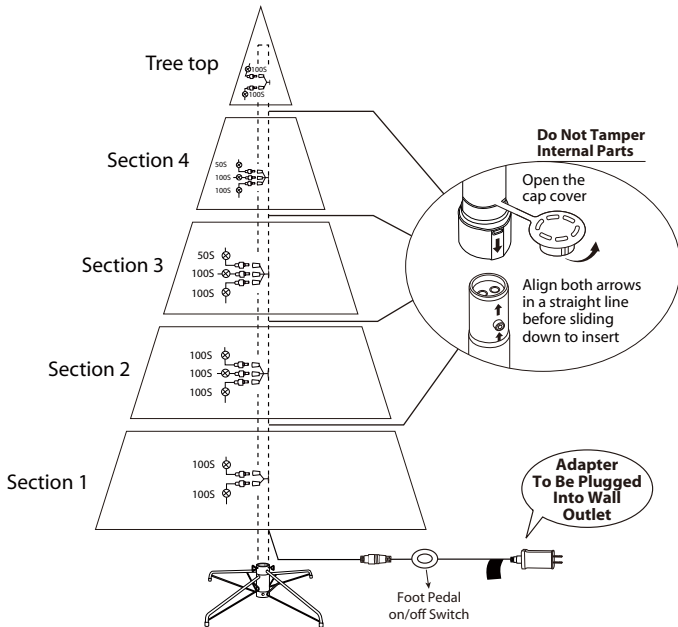 Tree top
100S
100S
Section 4
50S
100S
100S
Section 3
50S
100S
100S
Section 2
100S
100S
100S
Section 1
100S
100S
Do Not Tamper
Internal Parts
Open the
cap cover
Align both arrows
in a straight line
before sliding
down to insert
Adapter
To Be Plugged
Into Wall
Outlet
Foot Pedal
on/off Switch